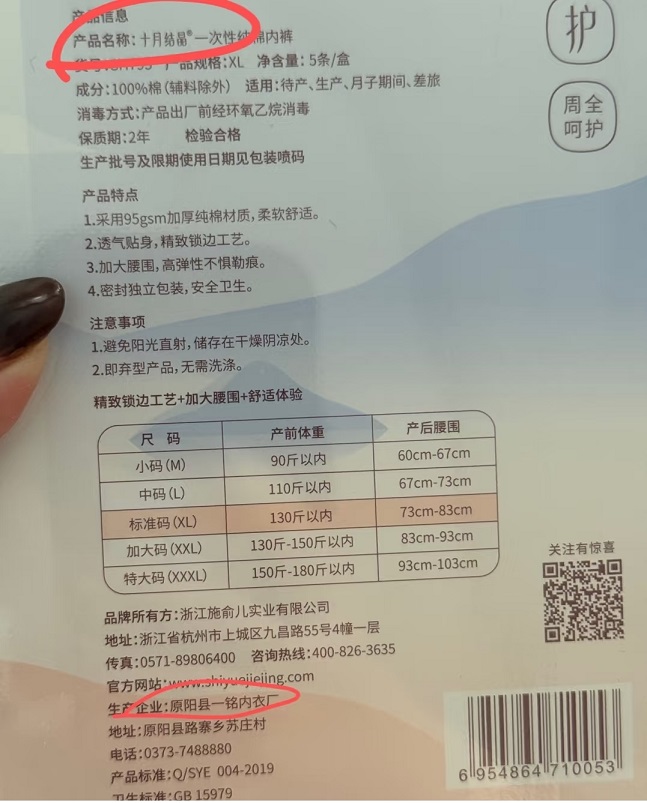 产品信息
产品名称:十月结晶®一次性纯棉内裤
产品规格:XL 净含量:5条/盒
成分:100%棉(辅料除外) 适用:待产、生产、月子期间、差旅
消毒方式:产品出厂前经环氧乙烷消毒
保质期:2年 检验合格
生产批号及限期使用日期见包装喷码
护
周全
呵护
产品特点
1.采用95gsm加厚纯棉材质,柔软舒适。
2.透气贴身,精致锁边工艺。
3.加大腰围,高弹性不惧勒痕。
4.密封独立包装,安全卫生。
注意事项
1.避免阳光直射,储存在干燥阴凉处。
2.即弃型产品,无需洗涤。
精致锁边工艺+加大腰围+舒适体验
尺 码 产前体重 产后腰围
小码(M) 90斤以内 60cm-67cm
中码(L) 110斤以内 67cm-73cm
标准码(XL) 130斤以内 73cm-83cm
加大码(XXL) 130斤-150斤以内 83cm-93cm
特大码(XXXL) 150斤-180斤以内 93cm-103cm
关注有惊喜
品牌所有方:浙江施俞儿实业有限公司
地址:浙江省杭州市上城区九昌路55号4幢一层
传真:0571-89806400 咨询热线:400-826-3635
官方网站:www.shiyuejiejing.com
生产企业:原阳县一铭内衣厂
地址:原阳县路寨乡苏庄村
电话:0373-7488880
产品标准:Q/SYE 004-2019
卫生标准:GB 15979
6 954864 710053